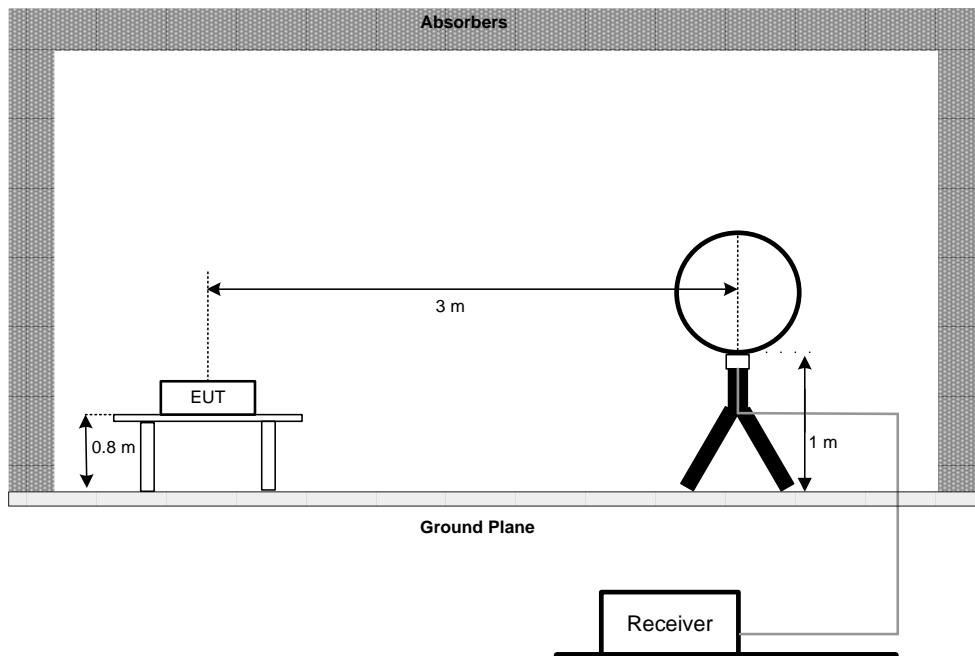 Absorbers
3 m
EUT
0.8 m
1 m
Ground Plane
Receiver